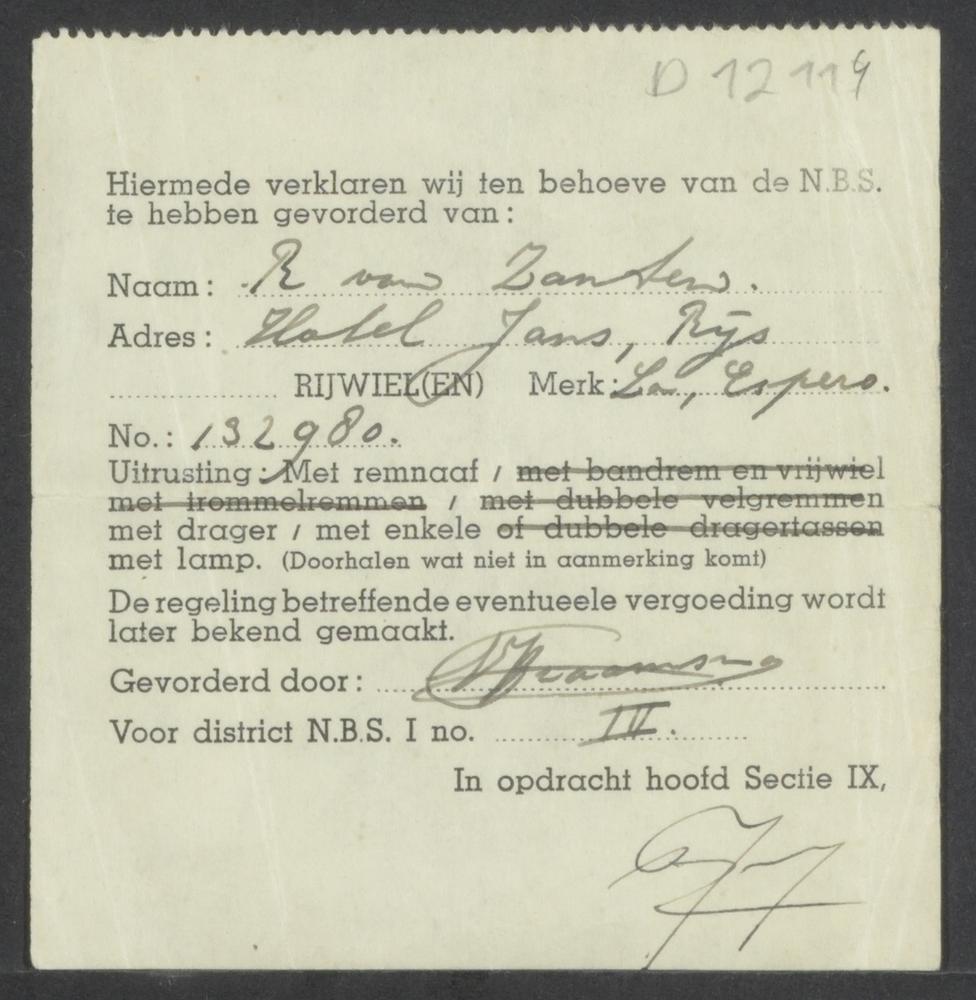 D 12114
Hiermede verklaren wij ten behoeve van de N.B.S.
te hebben gevorderd van:
Naam: R van Zanten.
Adres: Hotel Jans, Rijs
RIJWIEL(EN) Merk: La, Espero.
No.: 132980.
Uitrusting: Met remnaaf / met bandrem en vrijwiel
met trommelremmen / met dubbele velgremmen
met drager / met enkele of dubbele dragertassen
met lamp. (Doorhalen wat niet in aanmerking komt)
De regeling betreffende eventueele vergoeding wordt
later bekend gemaakt.
Gevorderd door:
Voor district N.B.S. I no. IV.
In opdracht hoofd Sectie IX,